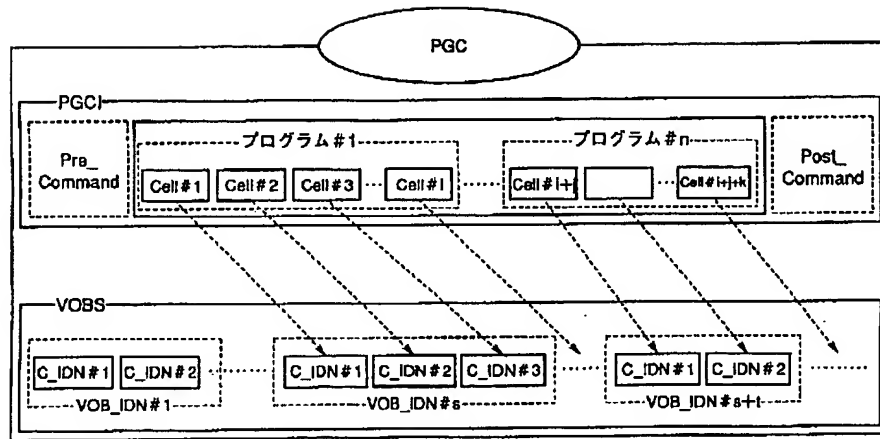 PGC
PGCI
Pre_
Command
プログラム#1
Cell#1 Cell#2 Cell#3 … Cell#i ……
プログラム#n
Cell#i+j … Cell#i+j+k
Post_
Command
VOBS
C_IDN#1 C_IDN#2 ……
VOB_IDN#1
C_IDN#1 C_IDN#2 C_IDN#3 ……
VOB_IDN#s
C_IDN#1 C_IDN#2 ……
VOB_IDN#s+t